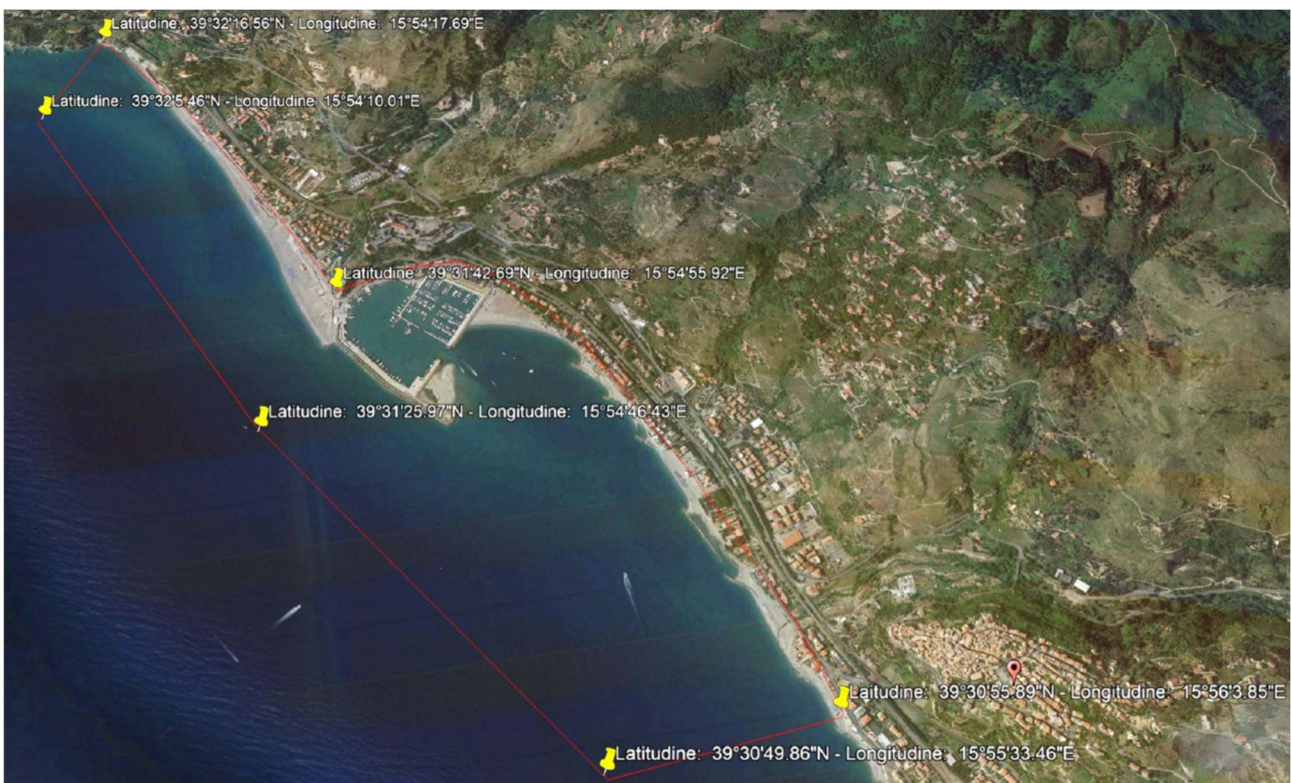 Latitudine: 39°32'16.56"N - Longitudine: 15°54'17.69"E
Latitudine: 39°32'5.46"N - Longitudine 15°54'10.01"E
Latitudine: 39°31'42.69"N - Longitudine: 15°54'55.92"E
Latitudine: 39°31'25.97"N - Longitudine: 15°54'46.43"E
Laitudine: 39°30'55.89"N - Longitudine: 15°56'3.85"E
Latitudine: 39°30'49.86"N - Longitudine: 15°55'33.46"E